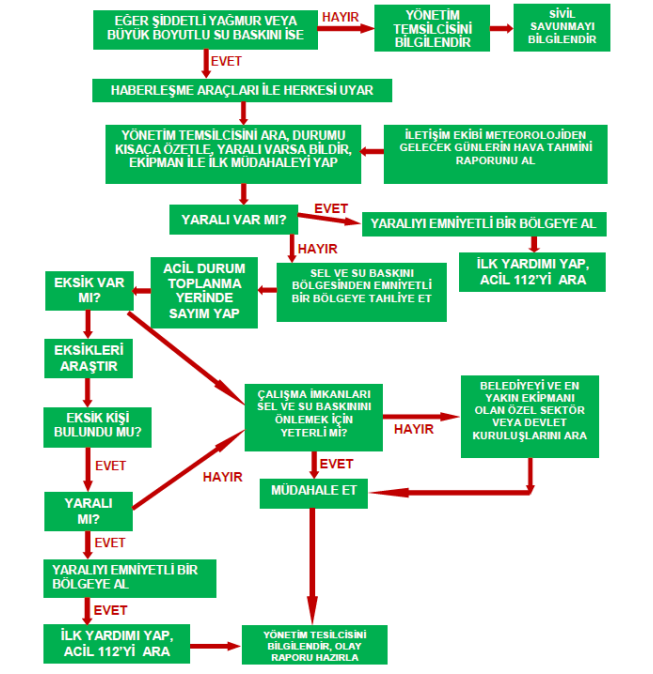 EĞER ŞİDDETLİ YAĞMUR VEYA
BÜYÜK BOYUTLU SU BASKINI İSE
HAYIR
YÖNETİM
TEMSİLCİSİNİ
BİLGİLENDİR
SİVİL
SAVUNMAYI
BİLGİLENDİR
EVET
HABERLEŞME ARAÇLARI İLE HERKESİ UYAR
YÖNETİM TEMSİLCİSİNİ ARA, DURUMU
KISACA ÖZETLE, YARALI VARSA BİLDİR,
EKİPMAN İLE İLK MÜDAHALEYİ YAP
İLETİŞİM EKİBİ METEOROLOJİDEN
GELECEK GÜNLERİN HAVA TAHMİNİ
RAPORUNU AL
YARALI VAR MI?
EVET
YARALIYI EMNİYETLİ BİR BÖLGEYE AL
HAYIR
İLK YARDIMI YAP,
ACİL 112'Yİ ARA
SEL VE SU BASKINI
BÖLGESİNDEN EMNİYETLİ
BİR BÖLGEYE TAHLİYE ET
ACİL DURUM
TOPLANMA
YERİNDE
SAYIM YAP
EKSİK VAR
MI?
EKSİKLERİ
ARAŞTIR
EKSİK KİŞİ
BULUNDU MU?
ÇALIŞMA İMKANLARI
SEL VE SU BASKINI­NI
ÖNLEMEK İÇİN
YETERLİ Mİ?
HAYIR
BELEDİYEYİ VE EN
YAKIN EKİPMANI
OLAN ÖZEL SEKTÖR
VEYA DEVLET
KURULUŞLARINI ARA
EVET
EVET
HAYIR
MÜDAHALE ET
YARALI
MI?
EVET
YARALIYI EMNİYETLİ BİR
BÖLGEYE AL
EVET
İLK YARDIMI YAP,
ACİL 112'Yİ ARA
YÖNETİM TESİLCİSİNİ
BİLGİLENDİR, OLAY
RAPORU HAZIRLA